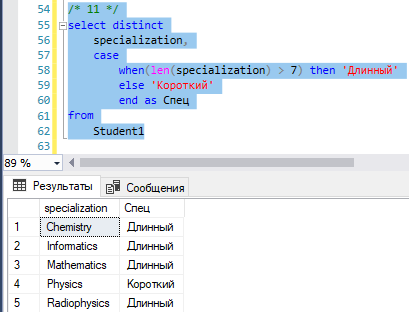 54 /* 11 */
55 select distinct
56 specialization,
57 case
58 when(len(specialization) > 7) then 'Длинный'
59 else 'Короткий'
60 end as Спец
61 from
62 Student1
63
89 %
Результаты Сообщения
specialization Спец
1 Chemistry Длинный
2 Informatics Длинный
3 Mathematics Длинный
4 Physics Короткий
5 Radiophysics Длинный